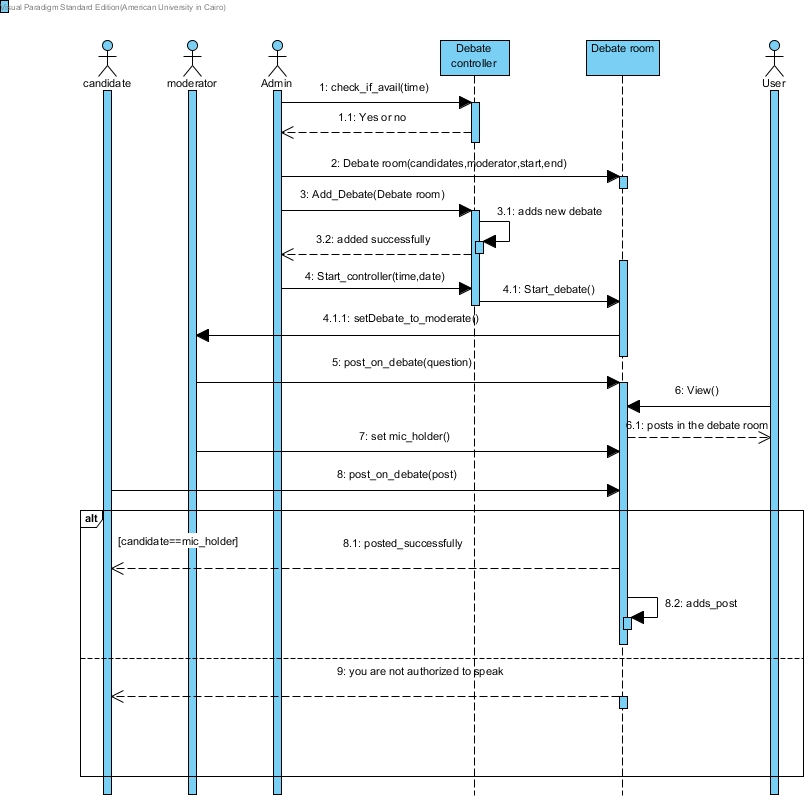 Visual Paradigm Standard Edition(American University in Cairo)
candidate
moderator
Admin
Debate
controller
Debate room
User
1: check_if_avail(time)
1.1: Yes or no
2: Debate room(candidates,moderator,start,end)
3: Add_Debate(Debate room)
3.1: adds new debate
3.2: added successfully
4: Start_controller(time,date)
4.1: Start_debate()
4.1.1: setDebate_to_moderate()
5: post_on_debate(question)
6: View()
6.1: posts in the debate room
7: set mic_holder()
8: post_on_debate(post)
alt
[candidate==mic_holder]
8.1: posted_successfully
8.2: adds_post
9: you are not authorized to speak